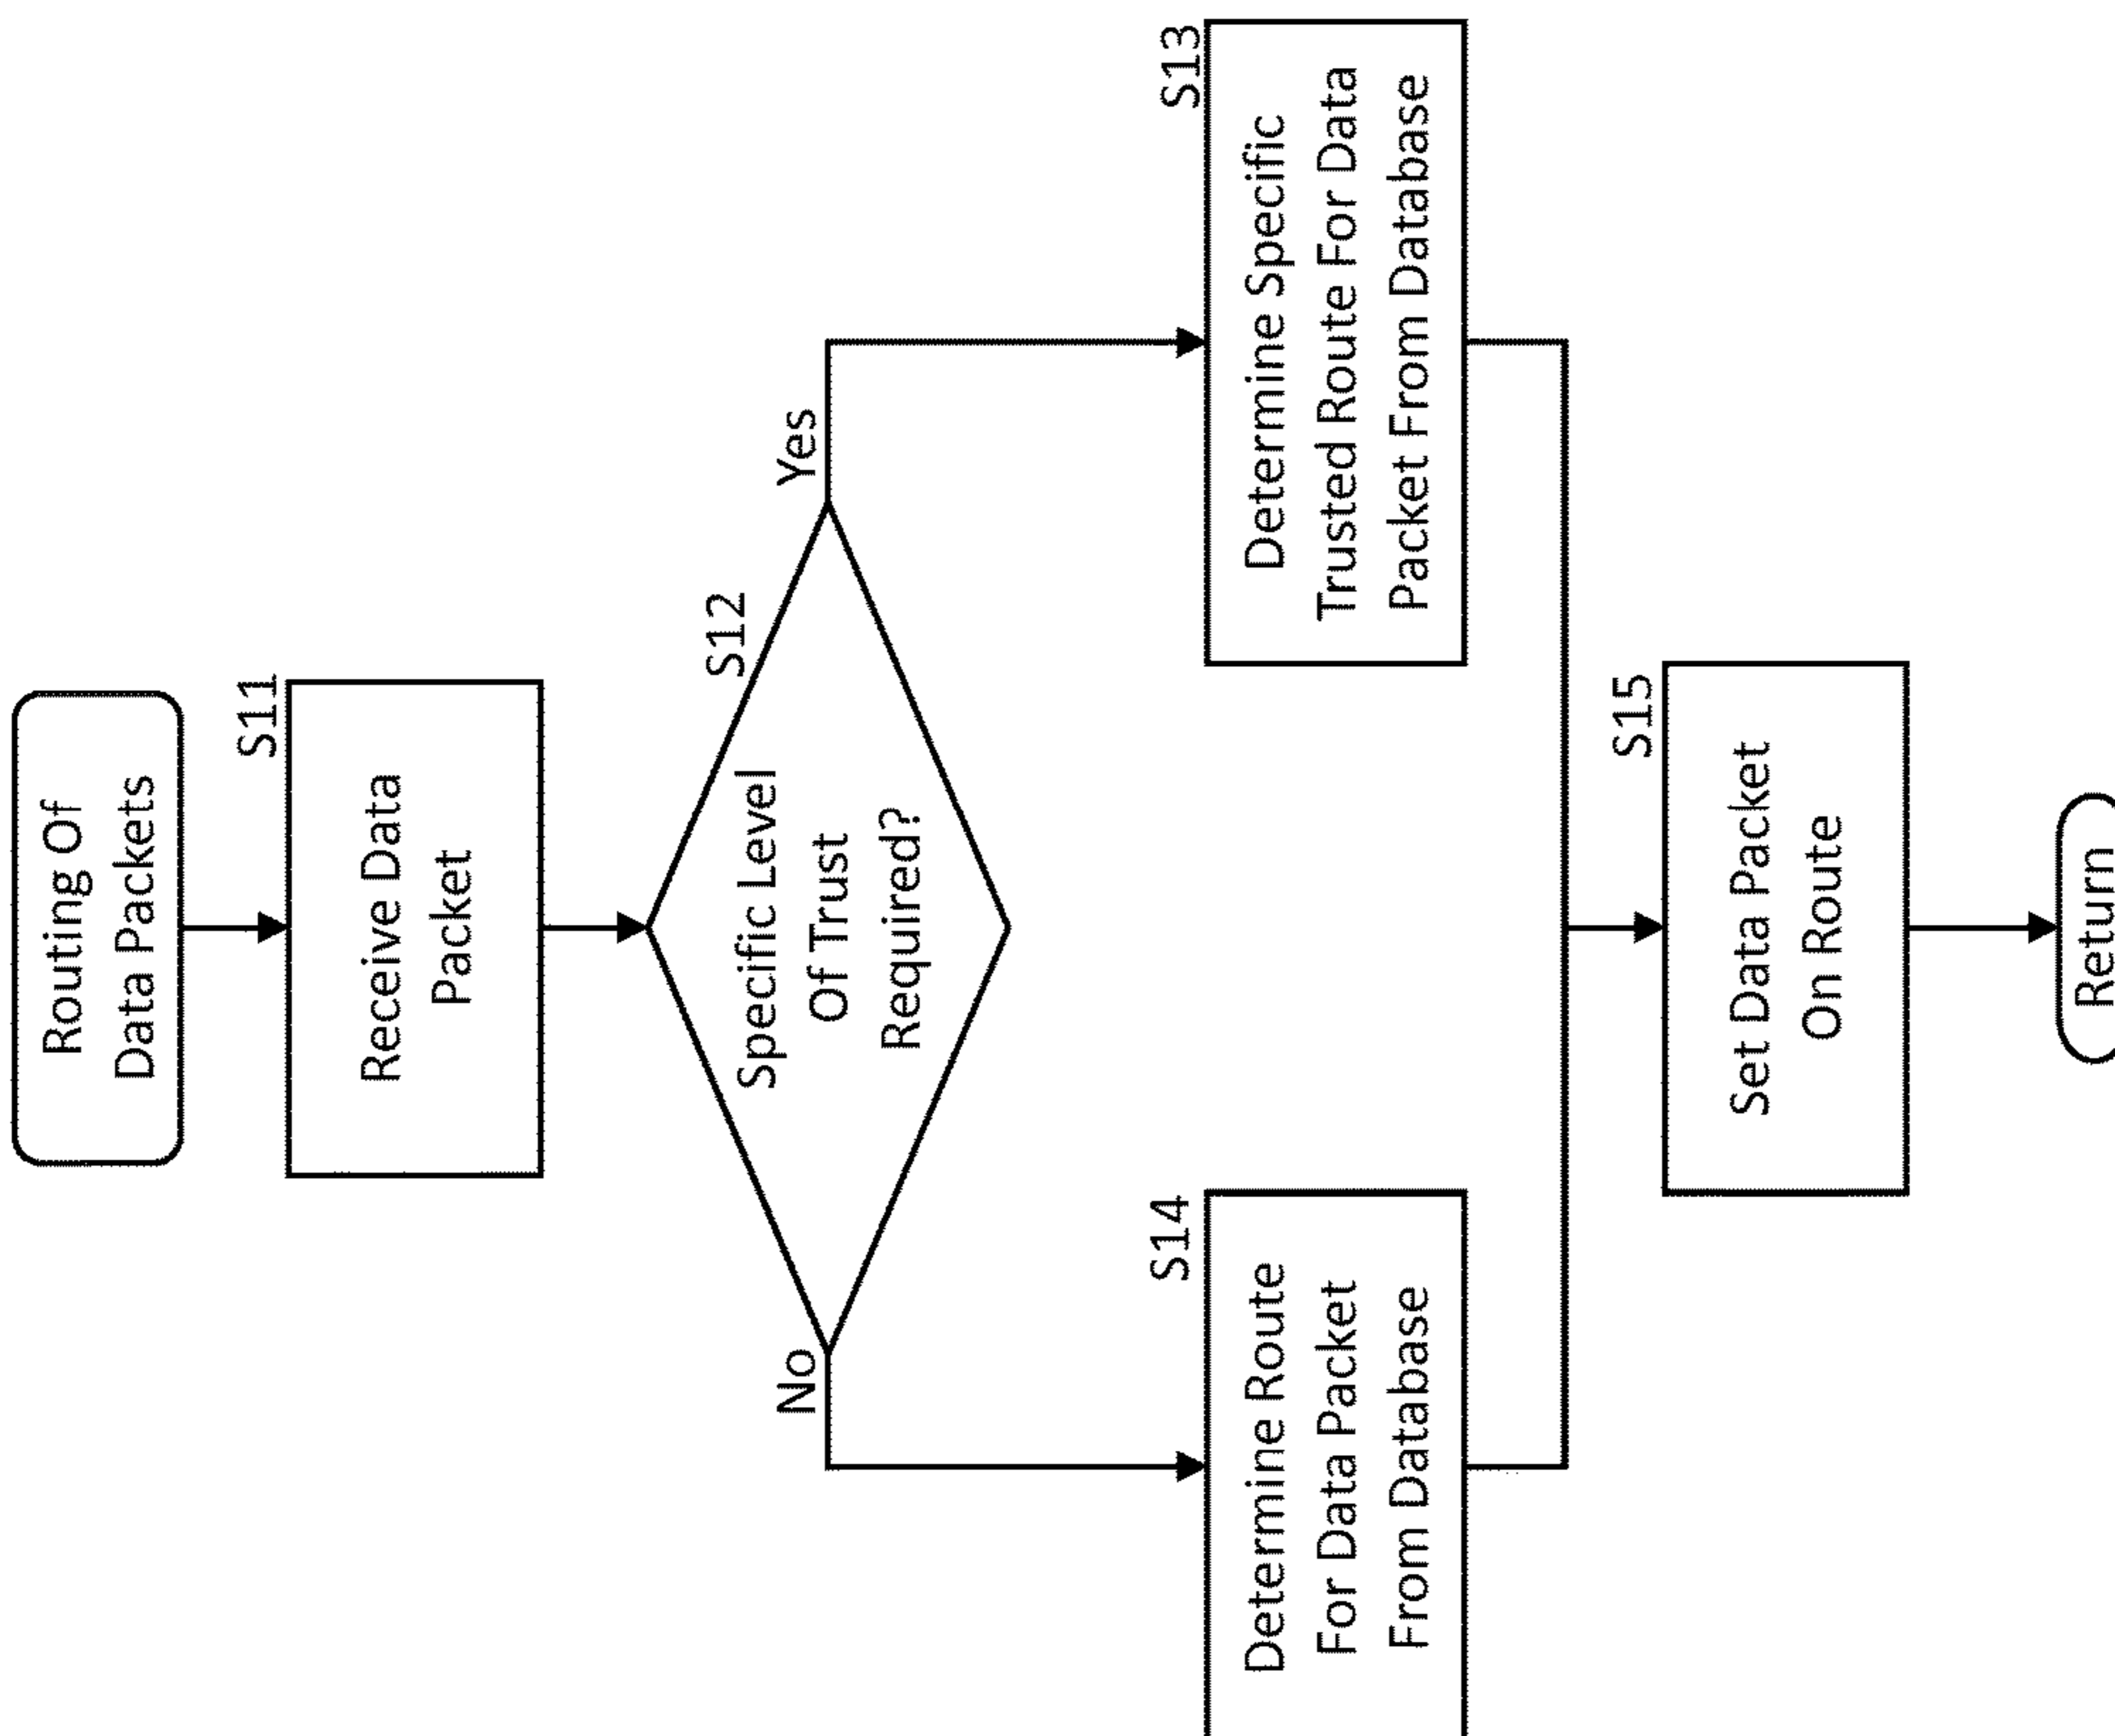 Routing Of
Data Packets
S11
Receive Data
Packet
S12
Specific Level
Of Trust
Required?
No
Yes
S14
Determine Route
For Data Packet
From Database
S13
Determine Specific
Trusted Route For Data
Packet From Database
S15
Set Data Packet
On Route
Return